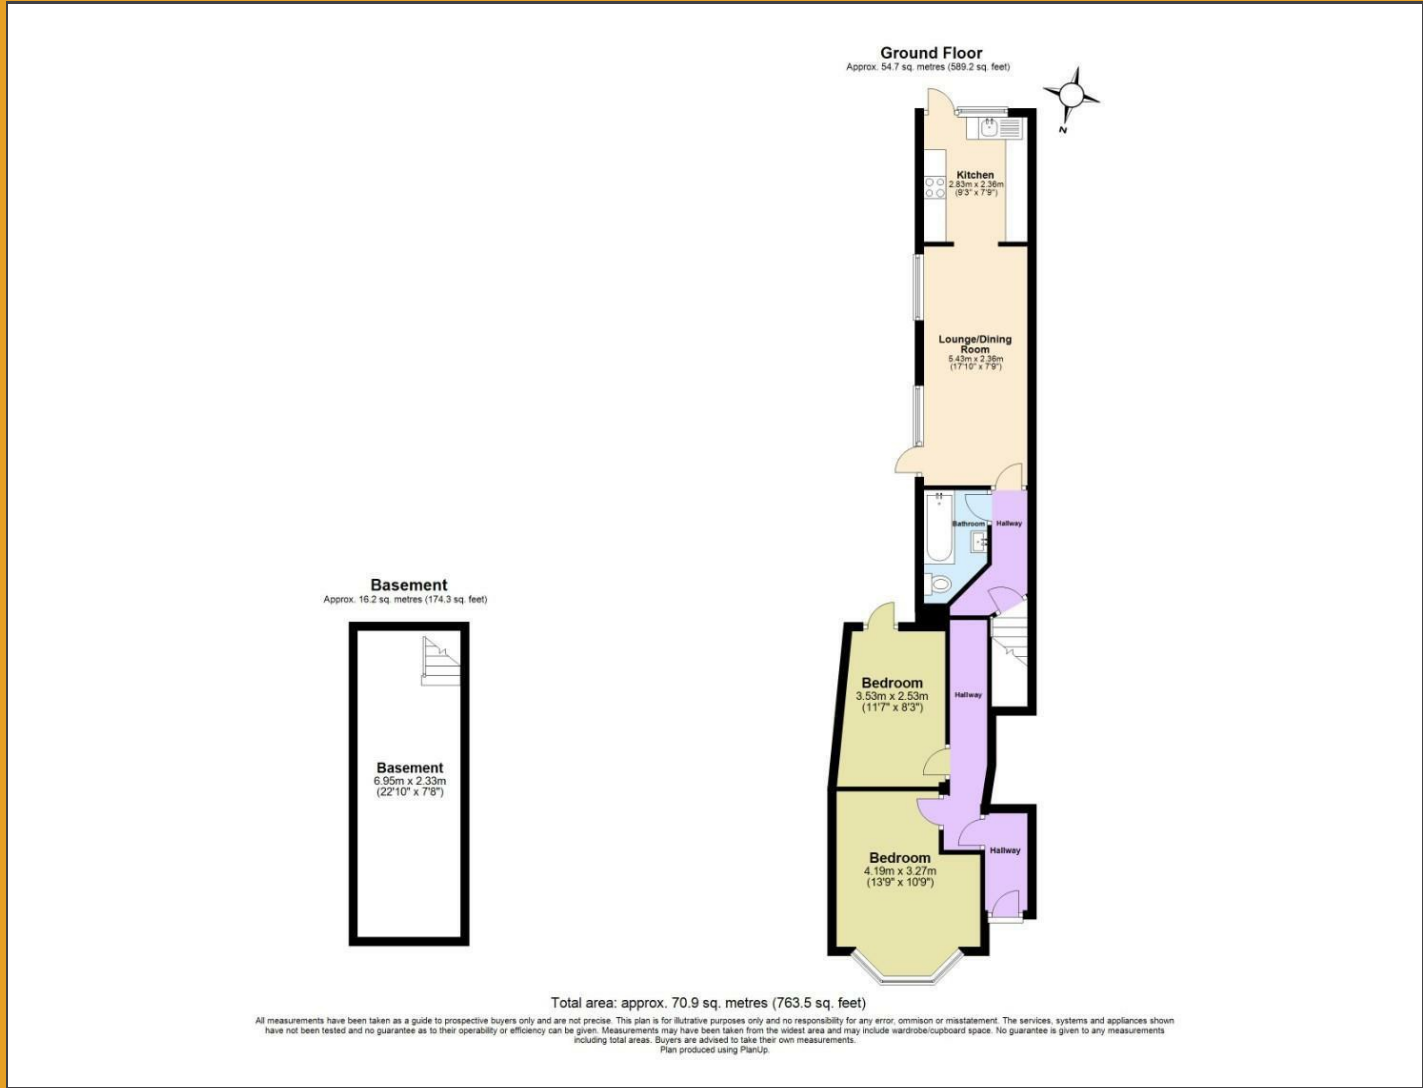 Ground Floor
Approx. 54.7 sq. metres (589.2 sq. feet)
N
Kitchen
2.83m x 2.36m
(9'3" x 7'9")
Lounge/Dining
Room
5.43m x 2.36m
(17'10" x 7'9")
Bathroom
Hallway
Basement
Approx. 16.2 sq. metres (174.3 sq. feet)
Bedroom
3.53m x 2.53m
(11'7" x 8'3")
Hallway
Basement
6.95m x 2.33m
(22'10" x 7'8")
Bedroom
4.19m x 3.27m
(13'9" x 10'9")
Hallway
Total area: approx. 70.9 sq. metres (763.5 sq. feet)
All measurements have been taken as a guide to prospective buyers only and are not precise. This plan is for illutrative purposes only and no responsibility for any error, ommison or misstatement. The services, systems and appliances shown
have not been tested and no guarantee as to their operability or efficiency can be given. Measurements may have been taken from the widest area and may include wardrobe/cupboard space. No guarantee is given to any measurements
including total areas. Buyers are advised to take their own measurements.
Plan produced using PlanUp.